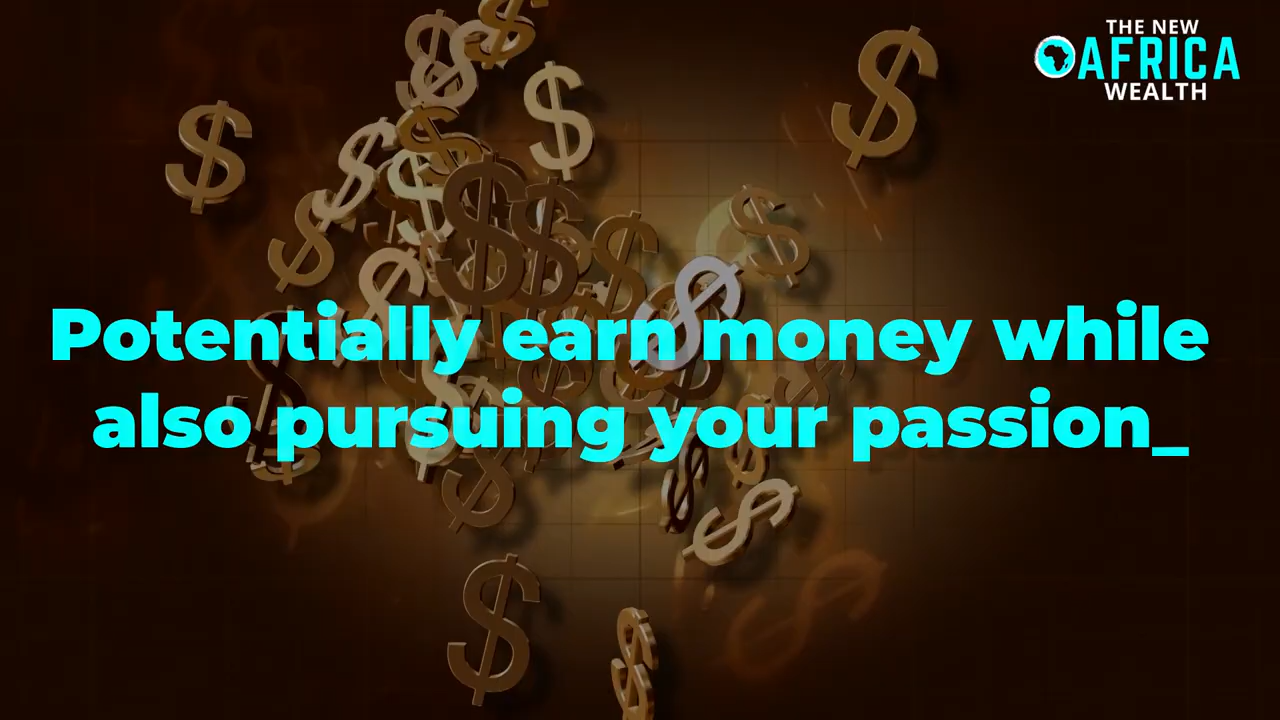 THE NEW
AFRICA
WEALTH
Potentially earn money while
also pursuing your passion_